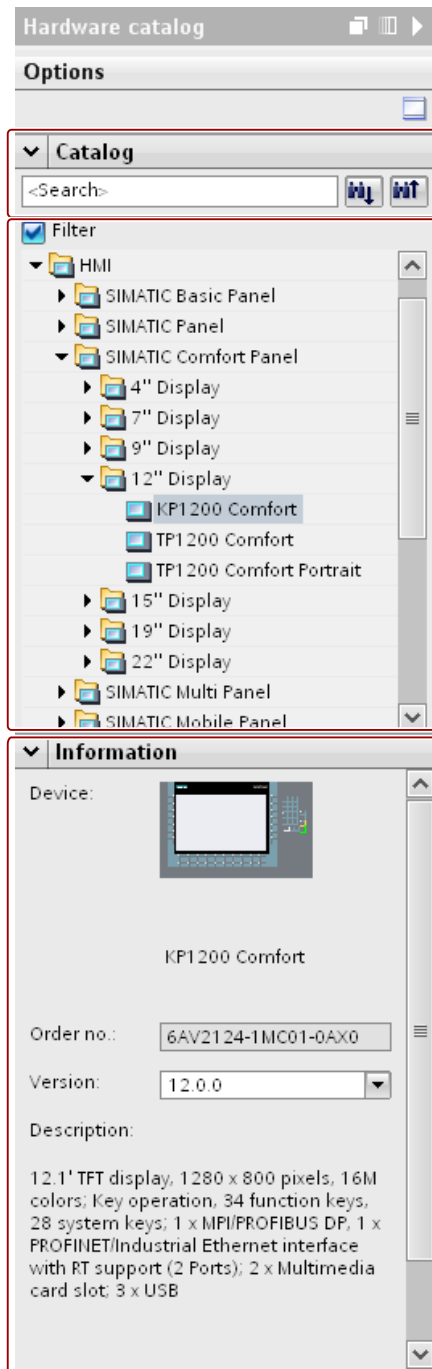 Hardware catalog
Options
Catalog
<Search>
Filter
HMI
SIMATIC Basic Panel
SIMATIC Panel
SIMATIC Comfort Panel
4'' Display
7'' Display
9'' Display
12'' Display
KP1200 Comfort
TP1200 Comfort
TP1200 Comfort Portrait
15'' Display
19'' Display
22'' Display
SIMATIC Multi Panel
SIMATIC Mobile Panel
Information
Device:
KP1200 Comfort
Order no.: 6AV2124-1MC01-0AX0
Version: 12.0.0
Description:
12.1' TFT display, 1280 x 800 pixels, 16M
colors; Key operation, 34 function keys,
28 system keys; 1 x MPI/PROFIBUS DP, 1 x
PROFINET/Industrial Ethernet interface
with RT support (2 Ports); 2 x Multimedia
card slot; 3 x USB